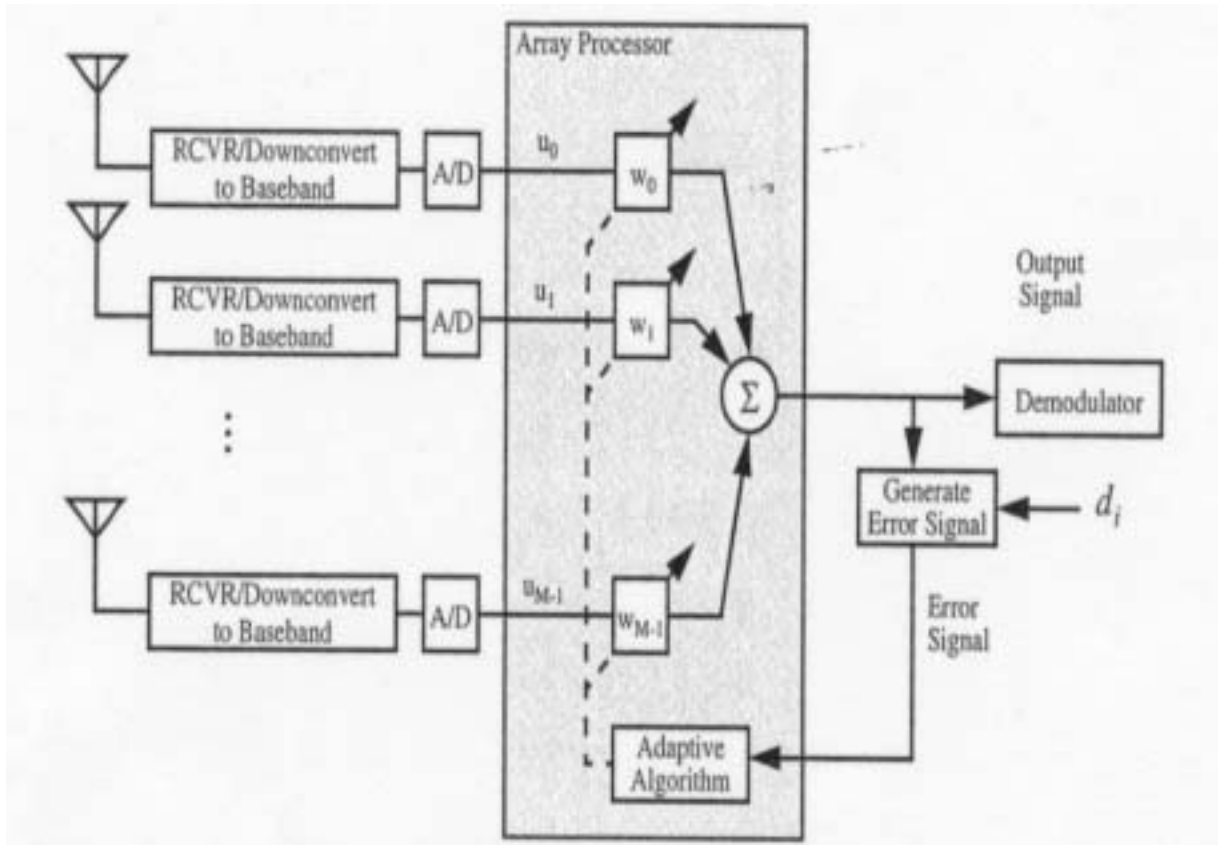 Array Processor
RCVR/Downconvert
to Baseband
A/D
u0
w0
RCVR/Downconvert
to Baseband
A/D
u1
w1
Output
Signal
Σ
Demodulator
Generate
Error Signal
di
RCVR/Downconvert
to Baseband
A/D
uM-1
wM-1
Error
Signal
Adaptive
Algorithm